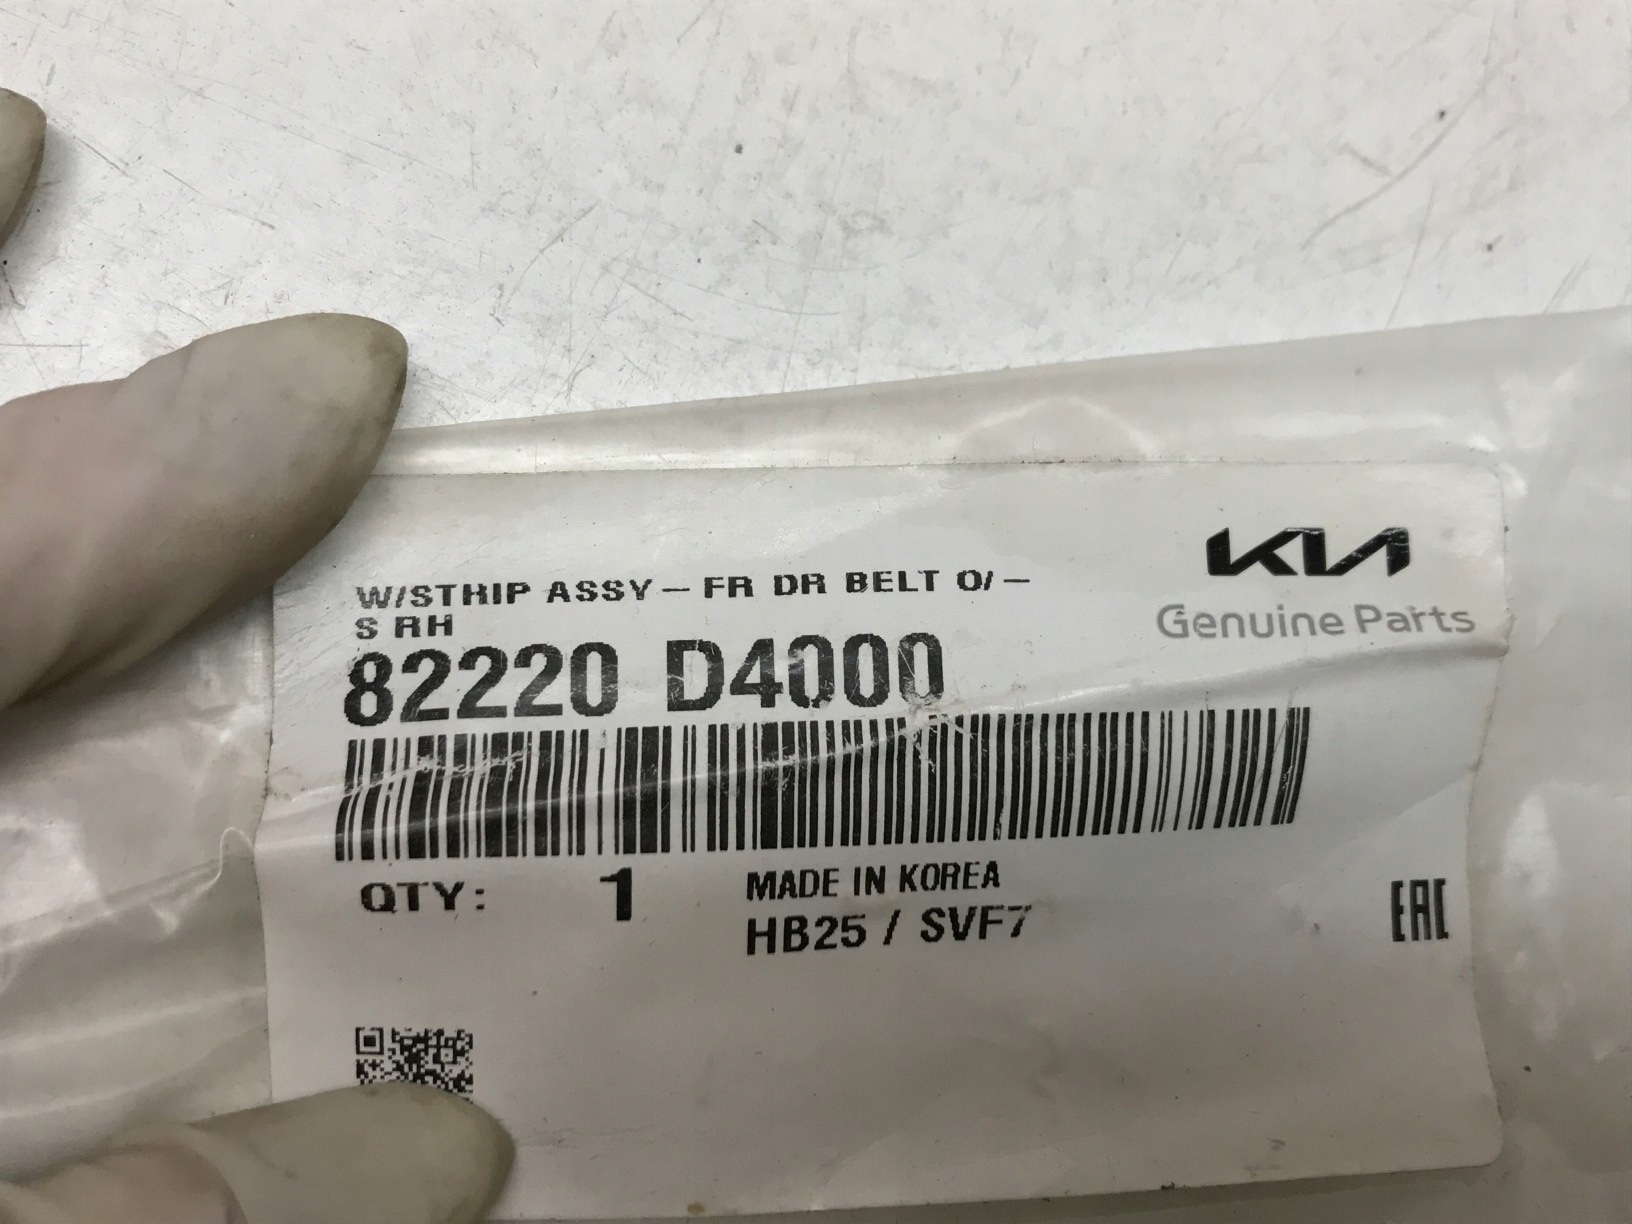 KIA
Genuine Parts
W/STRIP ASSY-FR DR BELT O/-
S RH
82220 D4000
QTY: 1
MADE IN KOREA
HB25 / SVF7
EAC